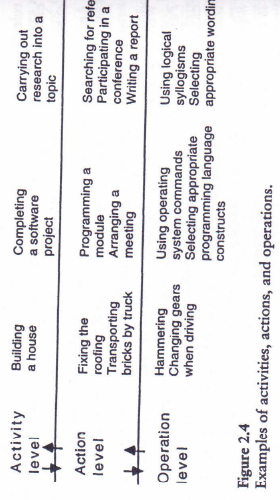 Activity
level
Building
a house
Completing
a software
project
Carrying out
research into a
topic
Action
level
Fixing the
roofing
Transporting
bricks by truck
Programming a
module
Arranging a
meeting
Searching for refe
Participating in a
conference
Writing a report
Operation
level
Hammering
Changing gears
when driving
Using operating
system commands
Selecting appropriate
programming language
constructs
Using logical
syllogisms
Selecting
appropriate wordin
Figure 2.4
Examples of activities, actions, and operations.